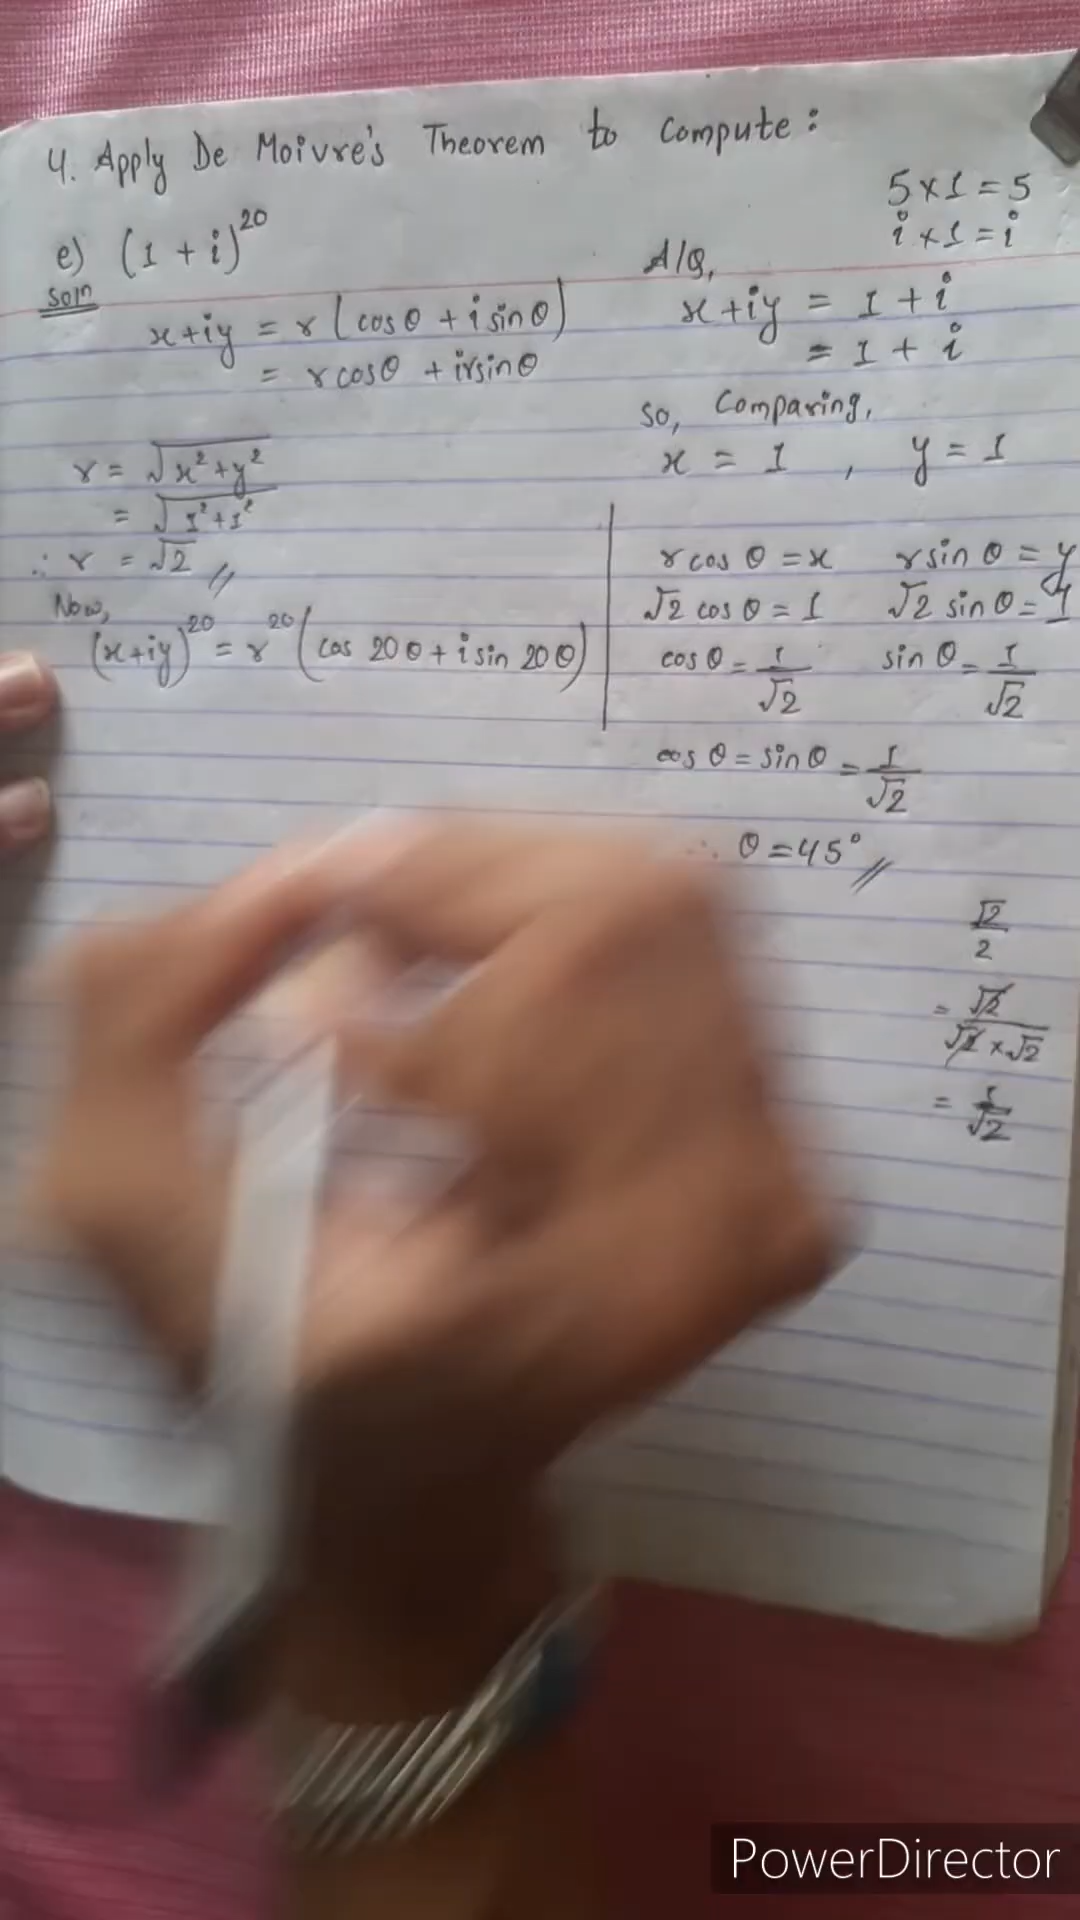 4. Apply De Moivre's Theorem to Compute:
e) (1 + i)^20
Soln
x+iy = r(cosθ + i sinθ)
= r cosθ + ir sinθ
r = √x²+y²
= √1²+1²
∴ r = √2 //
Now,
(x+iy)^20 = r^20 (cos 20θ + i sin 20θ)
5 × 1 = 5
i × 1 = i
A/Q,
x+iy = 1 + i
= 1 + i
So, Comparing,
x = 1 , y = 1
r cos θ = x r sin θ = y
√2 cos θ = 1 √2 sin θ = 1
cos θ = 1/√2 sin θ = 1/√2
cos θ = sin θ = 1/√2
∴ θ = 45° //
√2/2
= √2/√2 × √2
= 1/√2
PowerDirector